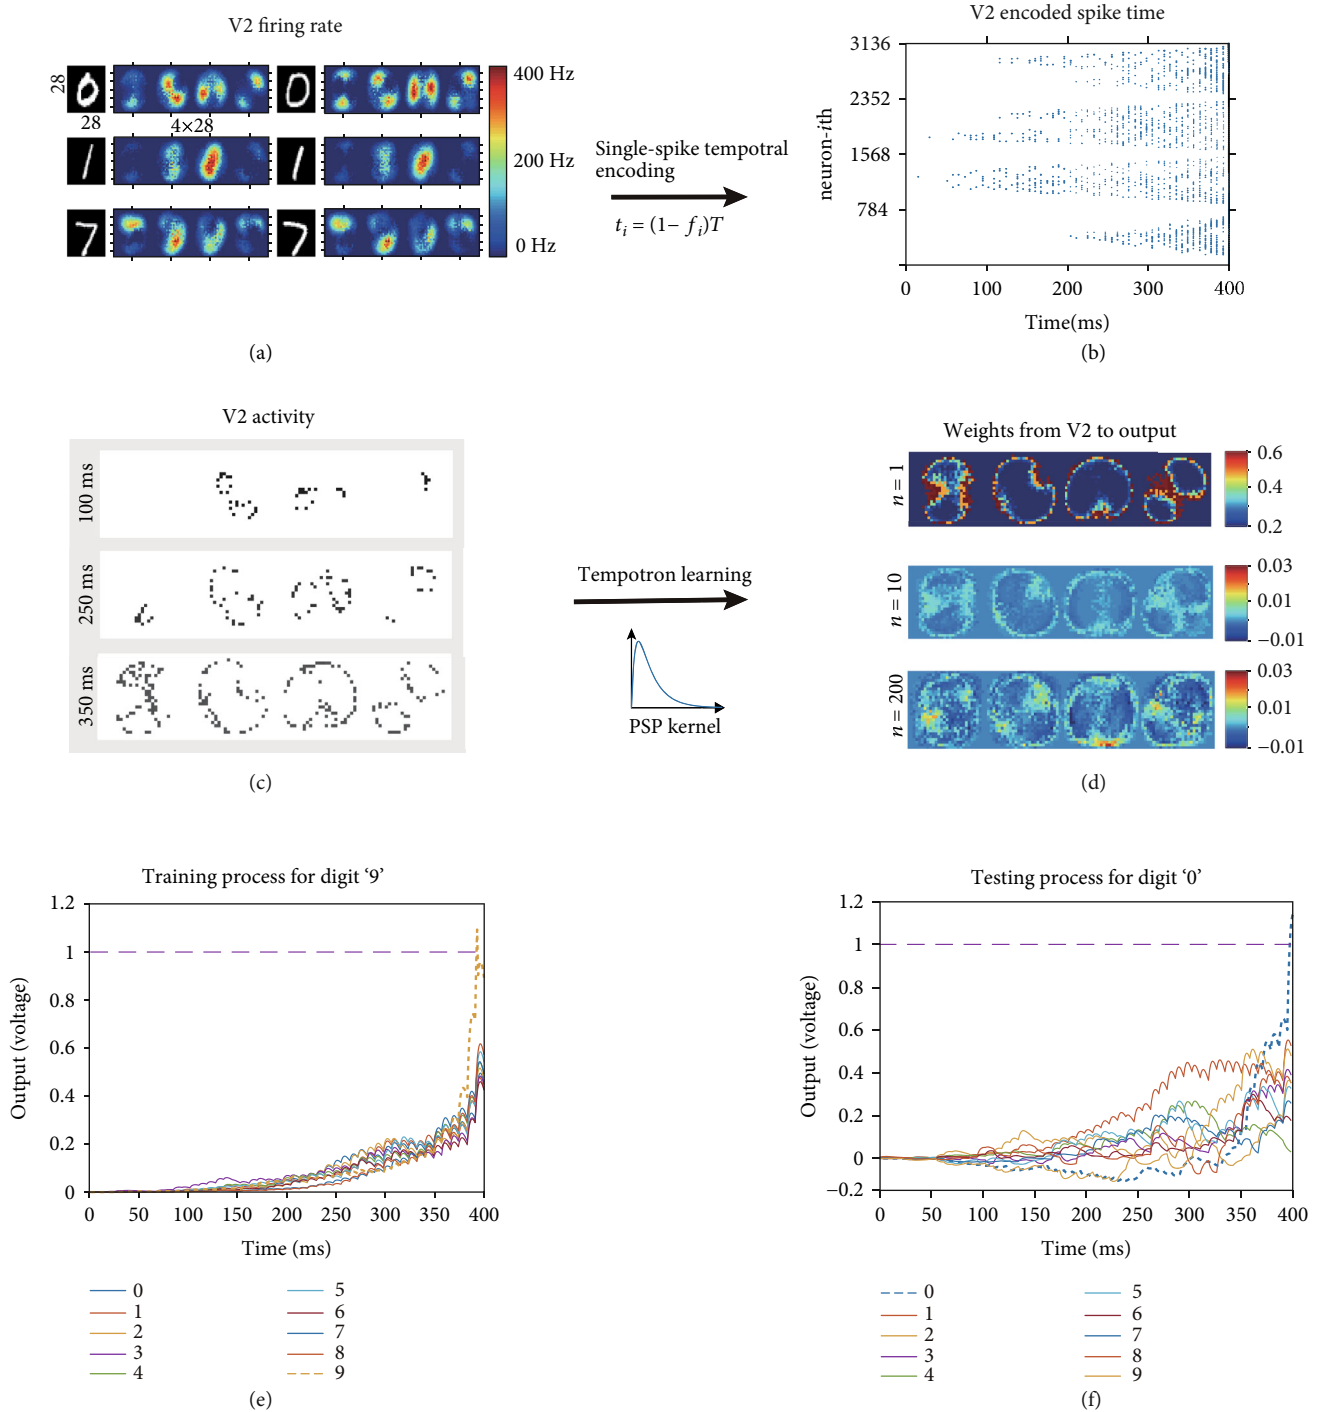 V2 firing rate
28
28
4×28
400 Hz
200 Hz
0 Hz
Single-spike tempotral
encoding
t_i = (1 – f_i)T
(a)
V2 encoded spike time
neuron-ith
3136
2352
1568
784
0 100 200 300 400
Time(ms)
(b)
V2 activity
100 ms
250 ms
350 ms
(c)
Tempotron learning
PSP kernel
Weights from V2 to output
n = 1
0.6
0.4
0.2
n = 10
0.03
0.01
−0.01
n = 200
0.03
0.01
−0.01
(d)
Training process for digit ‘9’
Output (voltage)
1.2
1
0.8
0.6
0.4
0.2
0
0 50 100 150 200 250 300 350 400
Time (ms)
0 5
1 6
2 7
3 8
4 9
(e)
Testing process for digit ‘0’
Output (voltage)
1.2
1
0.8
0.6
0.4
0.2
0
−0.2
0 50 100 150 200 250 300 350 400
Time (ms)
0 5
1 6
2 7
3 8
4 9
(f)